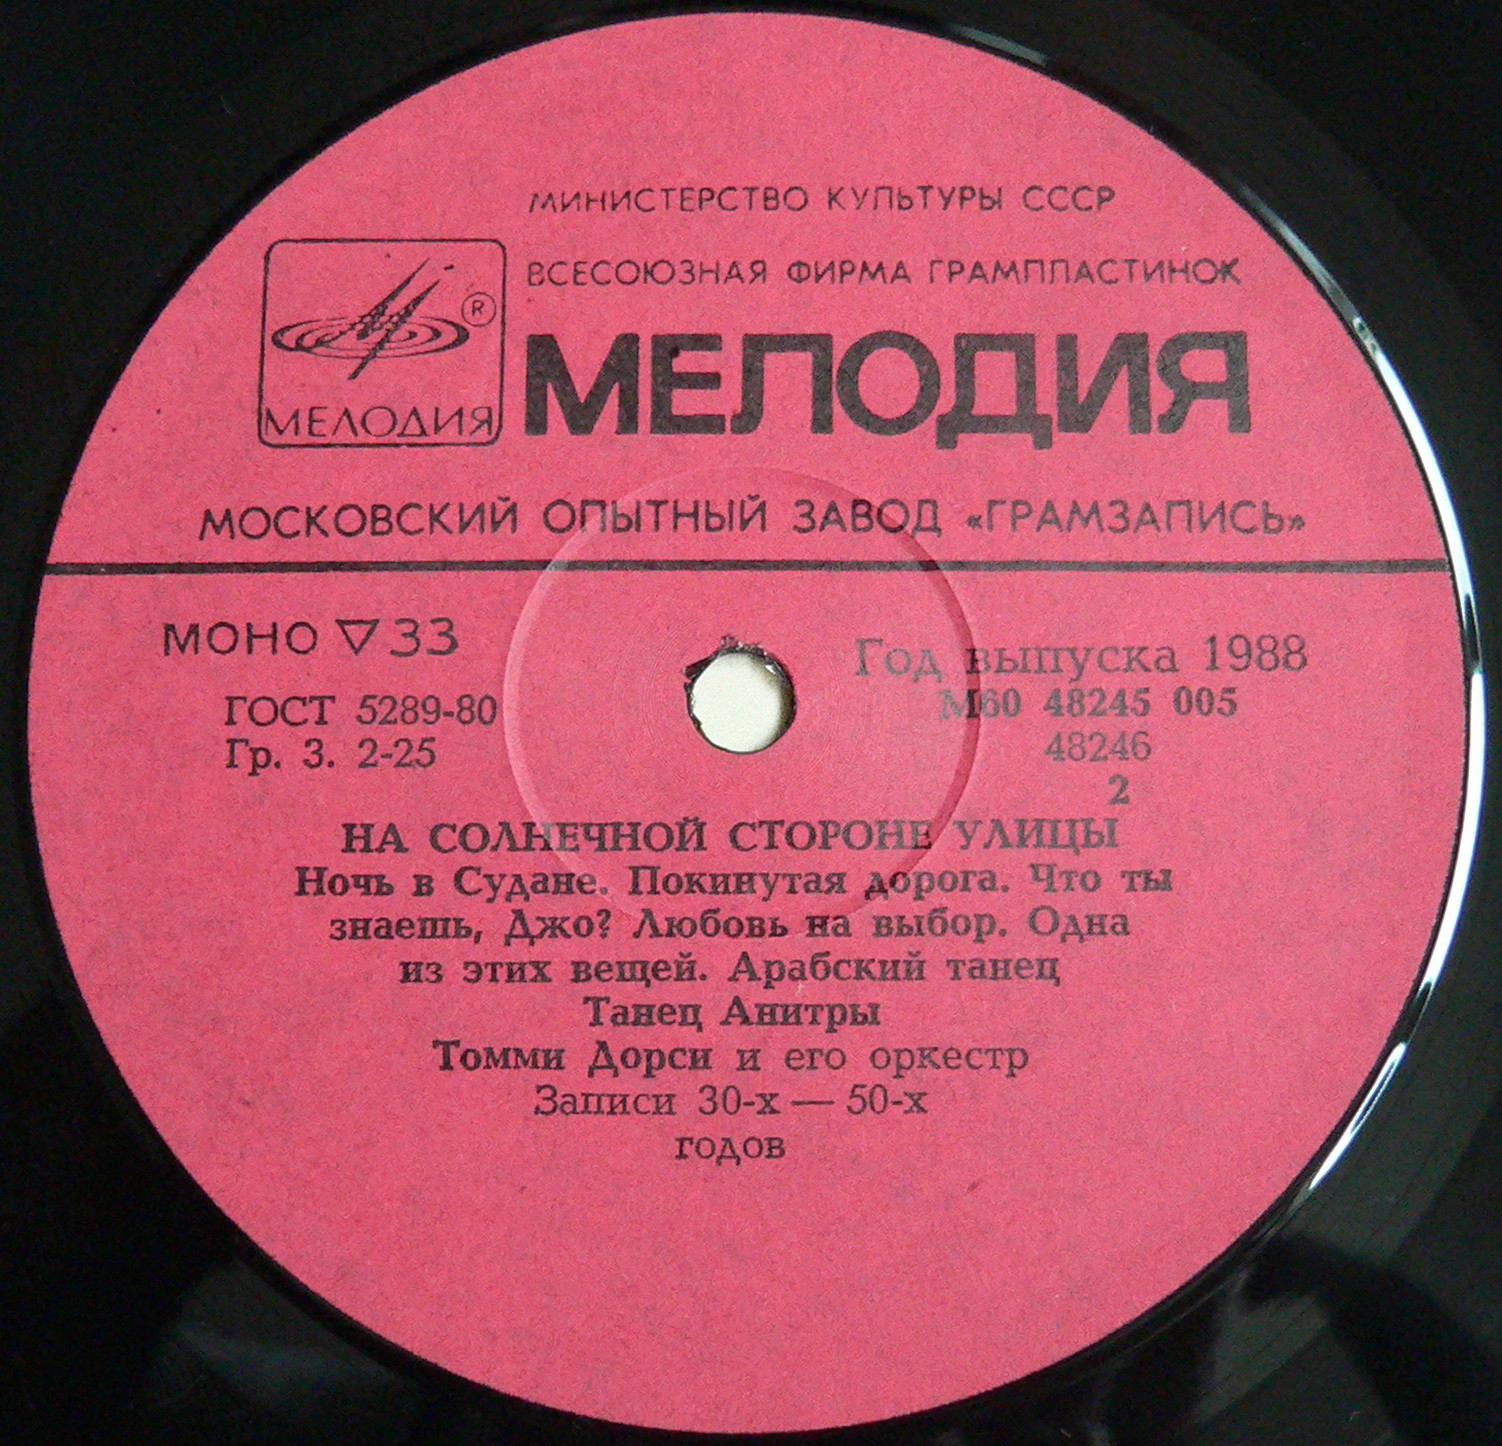 МИНИСТЕРСТВО КУЛЬТУРЫ СССР
ВСЕСОЮЗНАЯ ФИРМА ГРАМПЛАСТИНОК
®
МЕЛОДИЯ
МЕЛОДИЯ
МОСКОВСКИЙ ОПЫТНЫЙ ЗАВОД «ГРАМЗАПИСЬ»
МОНО ▽ 33
Год выпуска 1988
ГОСТ 5289-80
М60 48245 005
Гр. 3. 2-25
48246
2
НА СОЛНЕЧНОЙ СТОРОНЕ УЛИЦЫ
Ночь в Судане. Покинутая дорога. Что ты
знаешь, Джо? Любовь на выбор. Одна
из этих вещей. Арабский танец
Танец Анитры
Томми Дорси и его оркестр
Записи 30-х — 50-х
годов